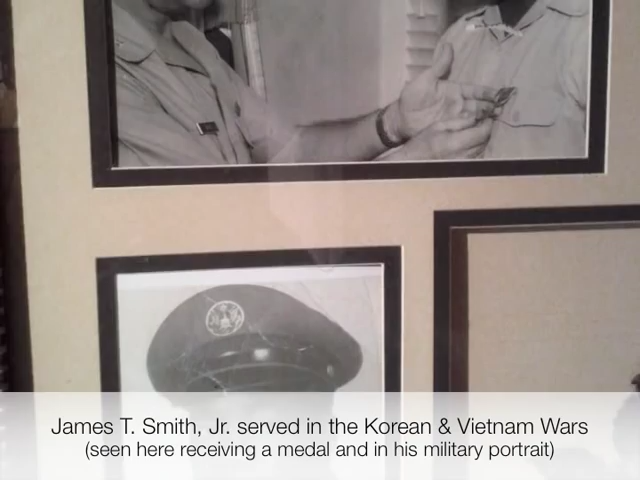 James T. Smith, Jr. served in the Korean & Vietnam Wars
(seen here receiving a medal and in his military portrait)